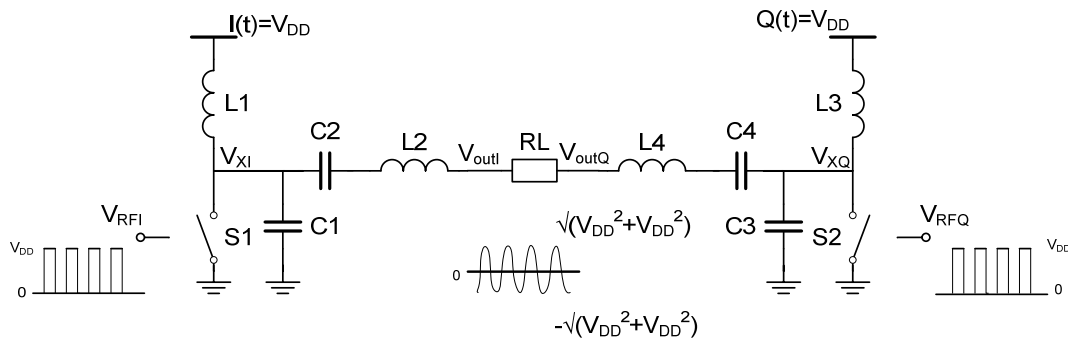 I(t)=VDD
Q(t)=VDD
L1
L3
C2
L2
VoutI
RL
VoutQ
L4
C4
VXI
VXQ
VRFI
S1
C1
√(VDD²+VDD²)
C3
S2
VRFQ
VDD
0
0
VDD
0
-√(VDD²+VDD²)